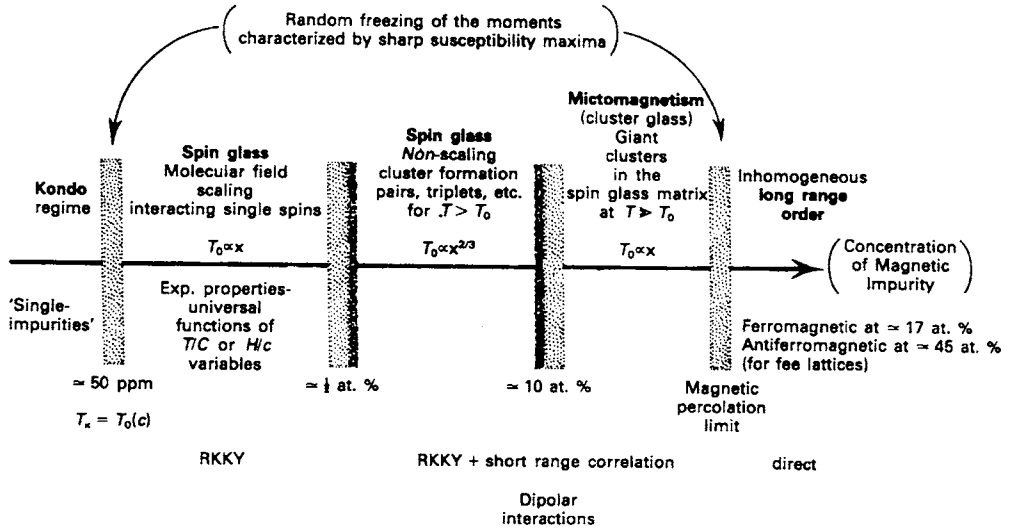 Random freezing of the moments
characterized by sharp susceptibility maxima
Kondo
regime
Spin glass
Molecular field
scaling
interacting single spins
T₀∝x
Spin glass
Non-scaling
cluster formation
pairs, triplets, etc.
for T > T₀
T₀∝x²ᐟ³
Mictomagnetism
(cluster glass)
Giant
clusters
in the
spin glass matrix
at T ≫ T₀
T₀∝x
Inhomogeneous
long range
order
(Concentration
of Magnetic
Impurity)
'Single-
impurities'
Exp. properties-
universal
functions of
T/C or H/c
variables
Ferromagnetic at ≃ 17 at. %
Antiferromagnetic at ≃ 45 at. %
(for fee lattices)
≃ 50 ppm
≃ ½ at. %
≃ 10 at. %
Magnetic
percolation
limit
Tκ = T₀(c)
RKKY
RKKY + short range correlation
direct
Dipolar
interactions